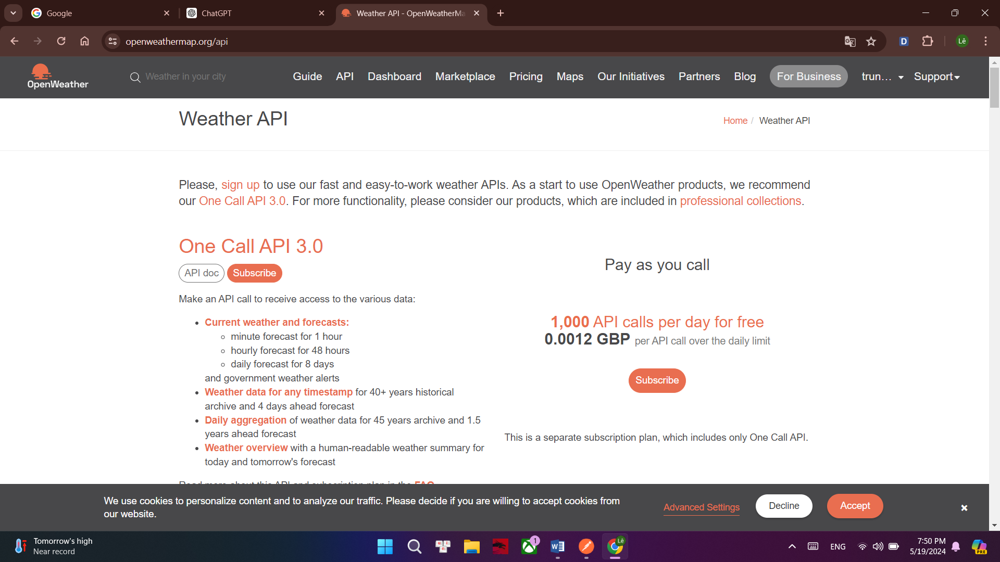 Google
ChatGPT
Weather API - OpenWeatherMa
openweathermap.org/api
D
Lê
OpenWeather
Weather in your city
Guide
API
Dashboard
Marketplace
Pricing
Maps
Our Initiatives
Partners
Blog
For Business
trun...
Support
Weather API
Home / Weather API
Please, sign up to use our fast and easy-to-work weather APIs. As a start to use OpenWeather products, we recommend
our One Call API 3.0. For more functionality, please consider our products, which are included in professional collections.
One Call API 3.0
API doc
Subscribe
Make an API call to receive access to the various data:
Current weather and forecasts:
minute forecast for 1 hour
hourly forecast for 48 hours
daily forecast for 8 days
and government weather alerts
Weather data for any timestamp for 40+ years historical
archive and 4 days ahead forecast
Daily aggregation of weather data for 45 years archive and 1.5
years ahead forecast
Weather overview with a human-readable weather summary for
today and tomorrow's forecast
Read more about this API and subscription plan in the FAQ
Pay as you call
1,000 API calls per day for free
0.0012 GBP per API call over the daily limit
Subscribe
This is a separate subscription plan, which includes only One Call API.
We use cookies to personalize content and to analyze our traffic. Please decide if you are willing to accept cookies from
our website.
Advanced Settings
Decline
Accept
Tomorrow's high
Near record
1
Lê
ENG
7:50 PM
5/19/2024
PRE